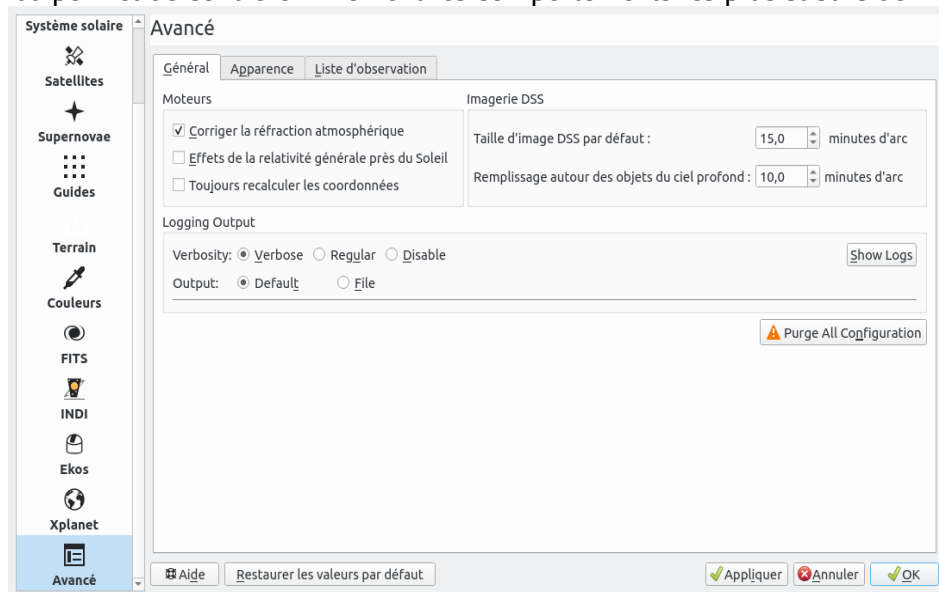 Système solaire
Satellites
Supernovae
Guides
Terrain
Couleurs
FITS
INDI
Ekos
Xplanet
Avancé
Avancé
Général Apparence Liste d'observation
Moteurs
Corriger la réfraction atmosphérique
Effets de la relativité générale près du Soleil
Toujours recalculer les coordonnées
Imagerie DSS
Taille d'image DSS par défaut : 15,0 minutes d'arc
Remplissage autour des objets du ciel profond : 10,0 minutes d'arc
Logging Output
Verbosity: Verbose Regular Disable Show Logs
Output: Default File
Purge All Configuration
Aide Restaurer les valeurs par défaut Appliquer Annuler OK